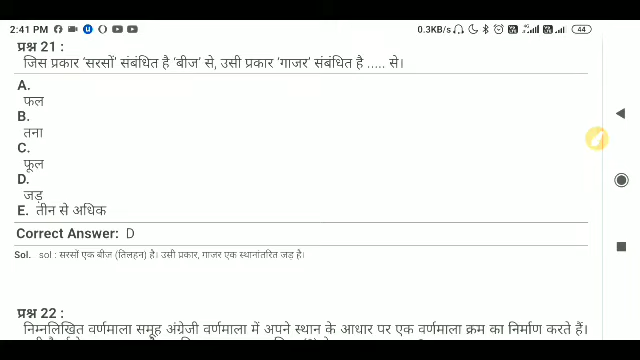 2:41 PM
0.3KB/s 44
प्रश्न 21 :
जिस प्रकार 'सरसों' संबंधित है 'बीज' से, उसी प्रकार 'गाजर' संबंधित है ..... से।
A.
फल
B.
तना
C.
फूल
D.
जड़
E. तीन से अधिक
Correct Answer: D
Sol. sol : सरसों एक बीज (तिलहन) है। उसी प्रकार, गाजर एक स्थानांतरित जड़ है।
प्रश्न 22 :
निम्नलिखित वर्णमाला समूह अंग्रेजी वर्णमाला में अपने स्थान के आधार पर एक वर्णमाला क्रम का निर्माण करते हैं।